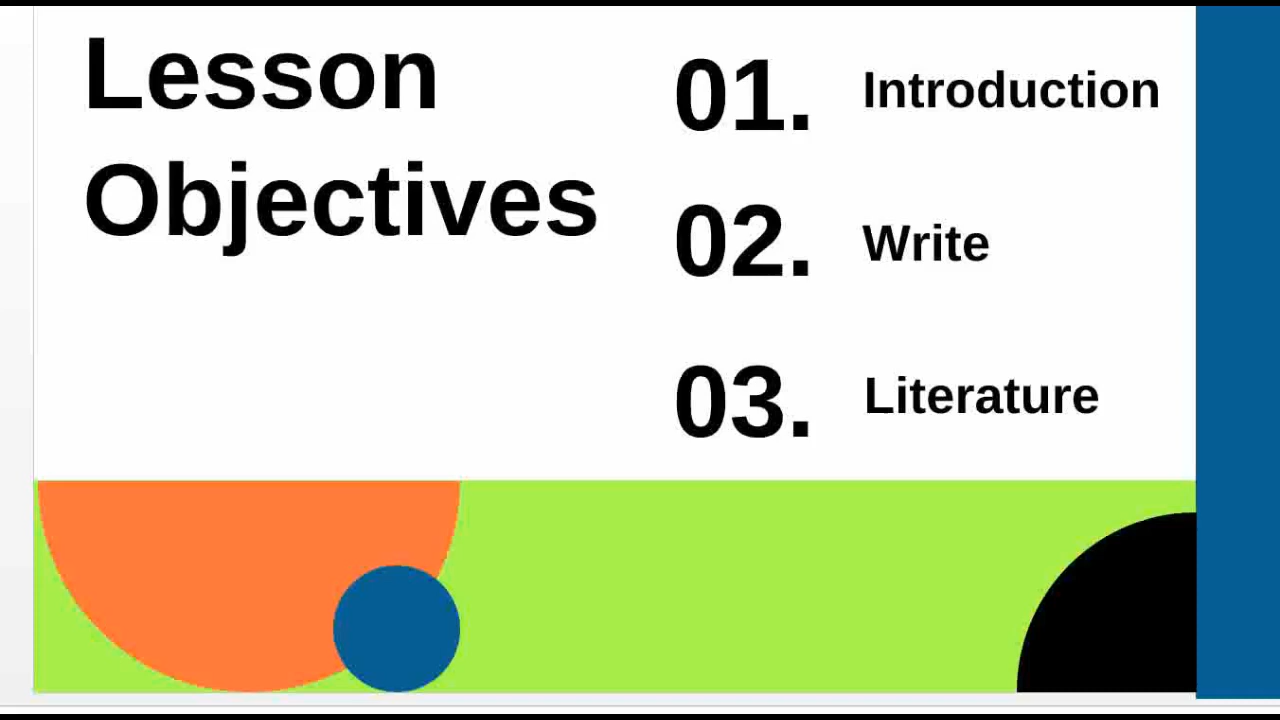 Lesson
Objectives
01. Introduction
02. Write
03. Literature